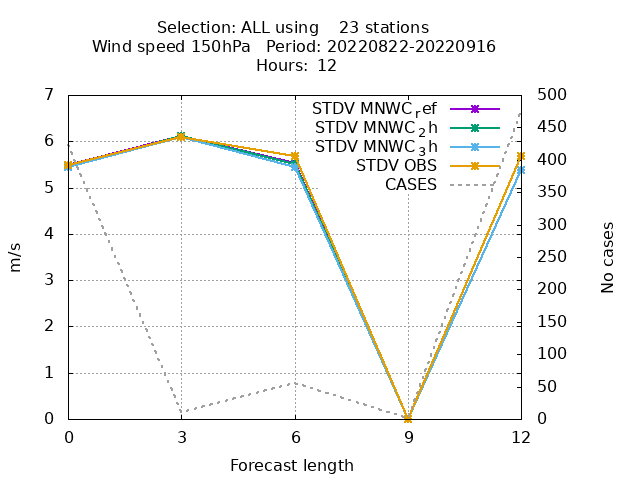 Selection: ALL using    23 stations
Wind speed 150hPa   Period: 20220822-20220916
Hours: 12
STDV MNWC_ref
STDV MNWC_2h
STDV MNWC_3h
STDV OBS
CASES
7
6
5
4
3
2
1
0
m/s
500
450
400
350
300
250
200
150
100
50
0
No cases
0 3 6 9 12
Forecast length